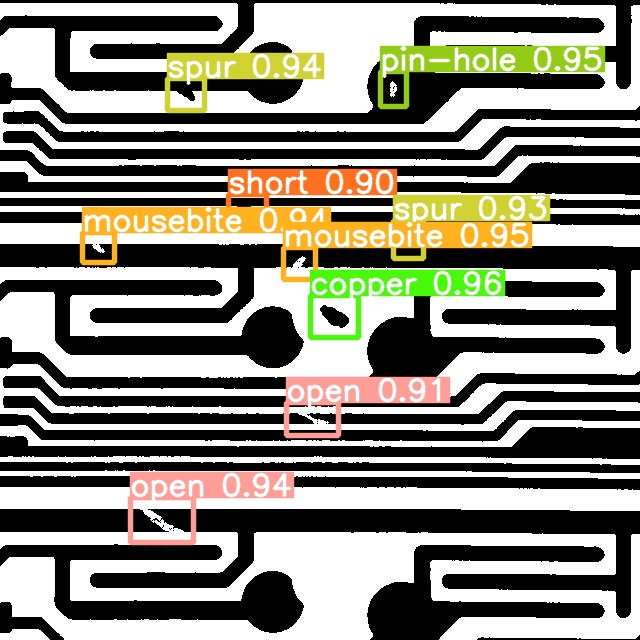 spur 0.94
pin-hole 0.95
short 0.90
mousebite 0.94
spur 0.93
mousebite 0.95
copper 0.96
open 0.91
open 0.94